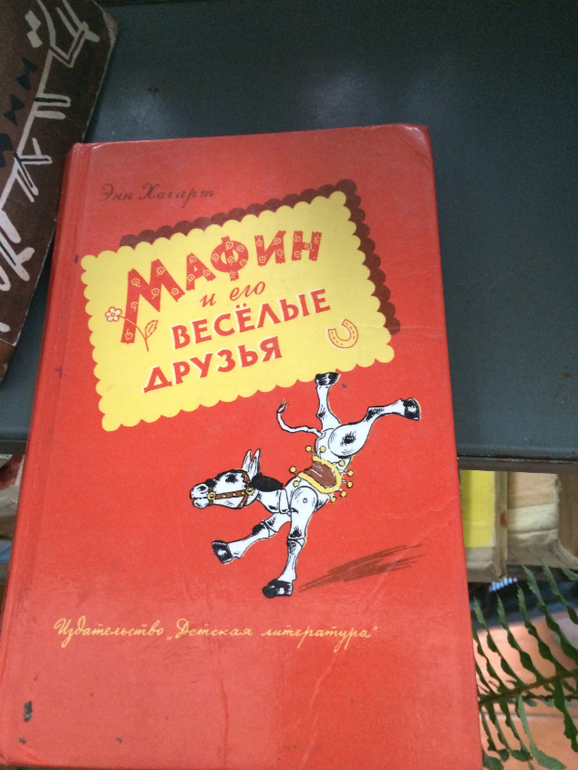 Энн Хогарт
МАФИН
и его
ВЕСЁЛЫЕ
ДРУЗЬЯ
Издательство „Детская литература"